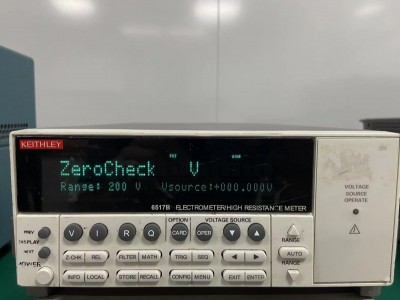 KEITHLEY
ZeroCheck V
Range: 200 V Vsource:+000.000V
6517B ELECTROMETER/HIGH RESISTANCE METER
VOLTAGE
SOURCE
OPERATE
OPTION VOLTAGE SOURCE
PREV
DISPLAY
NEXT
POWER
V I R Q CARD OPER
RANGE
Z-CHK REL FILTER MATH TRIG SEQ
AUTO
INFO LOCAL STORE RECALL CONFIG MENU EXIT ENTER
RANGE